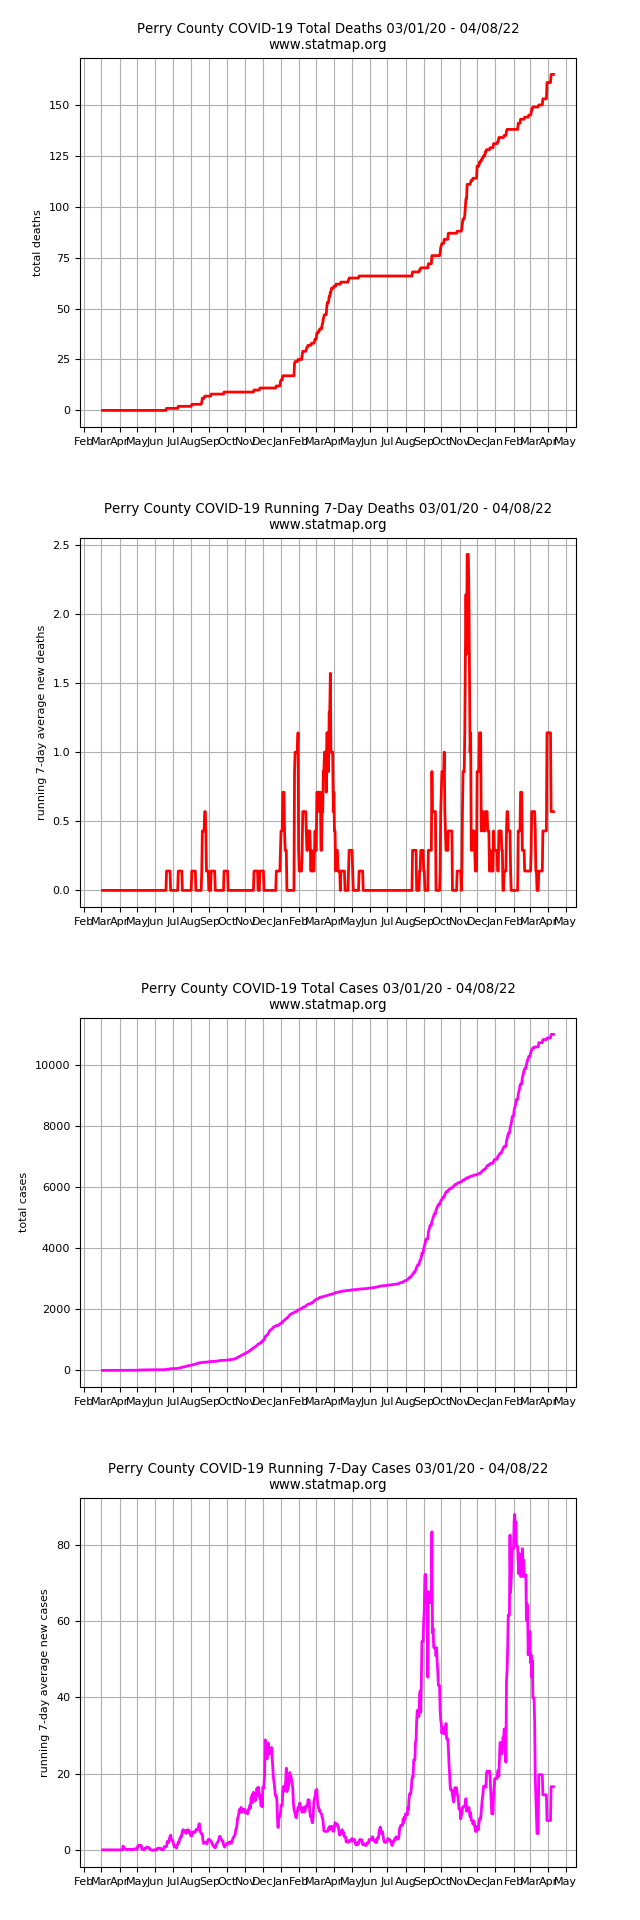 Perry County COVID-19 Total Deaths 03/01/20 - 04/08/22
www.statmap.org
150
125
100
75
50
25
0
total deaths
Feb Mar Apr May Jun Jul Aug Sep Oct Nov Dec Jan Feb Mar Apr May Jun Jul Aug Sep Oct Nov Dec Jan Feb Mar Apr May
Perry County COVID-19 Running 7-Day Deaths 03/01/20 - 04/08/22
www.statmap.org
2.5
2.0
1.5
1.0
0.5
0.0
running 7-day average new deaths
Feb Mar Apr May Jun Jul Aug Sep Oct Nov Dec Jan Feb Mar Apr May Jun Jul Aug Sep Oct Nov Dec Jan Feb Mar Apr May
Perry County COVID-19 Total Cases 03/01/20 - 04/08/22
www.statmap.org
10000
8000
6000
4000
2000
0
total cases
Feb Mar Apr May Jun Jul Aug Sep Oct Nov Dec Jan Feb Mar Apr May Jun Jul Aug Sep Oct Nov Dec Jan Feb Mar Apr May
Perry County COVID-19 Running 7-Day Cases 03/01/20 - 04/08/22
www.statmap.org
80
60
40
20
0
running 7-day average new cases
Feb Mar Apr May Jun Jul Aug Sep Oct Nov Dec Jan Feb Mar Apr May Jun Jul Aug Sep Oct Nov Dec Jan Feb Mar Apr May